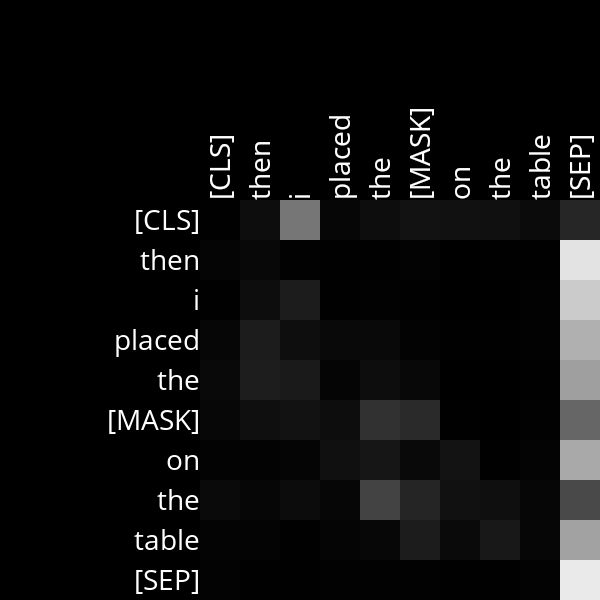 [CLS] then i placed the [MASK] on the table [SEP]
[CLS]
then
i
placed
the
[MASK]
on
the
table
[SEP]